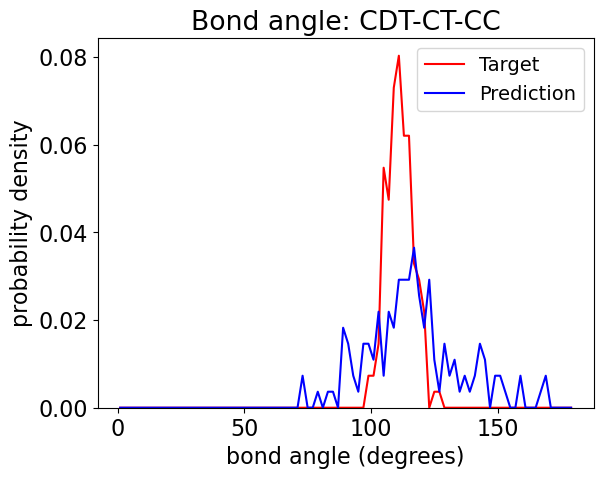 Bond angle: CDT-CT-CC
Target
Prediction
probability density
0.08
0.06
0.04
0.02
0.00
0 50 100 150
bond angle (degrees)